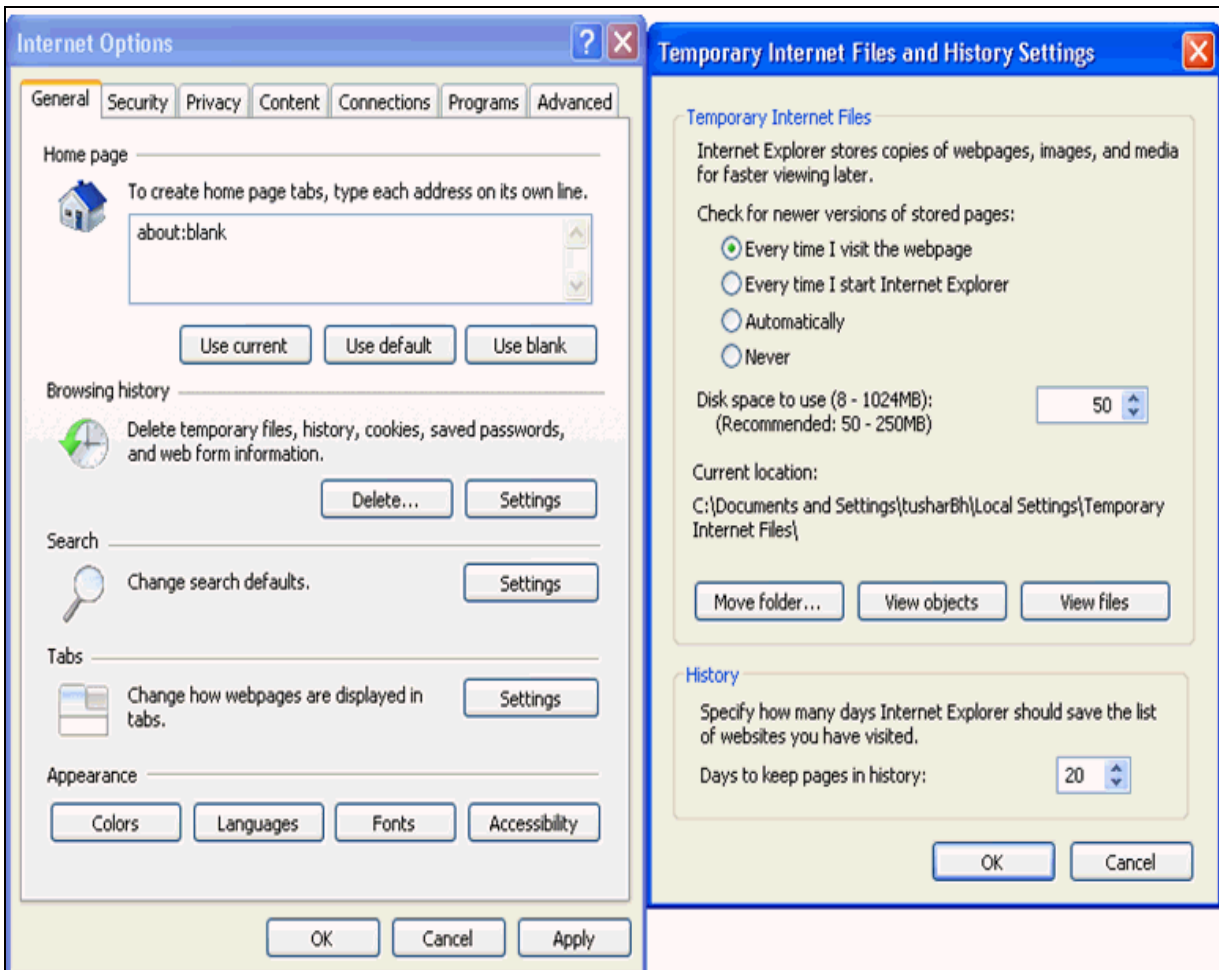 Internet Options
General Security Privacy Content Connections Programs Advanced
Home page
To create home page tabs, type each address on its own line.
about:blank
Use current Use default Use blank
Browsing history
Delete temporary files, history, cookies, saved passwords,
and web form information.
Delete... Settings
Search
Change search defaults.
Settings
Tabs
Change how webpages are displayed in
tabs.
Settings
Appearance
Colors Languages Fonts Accessibility
OK Cancel Apply
Temporary Internet Files and History Settings
Temporary Internet Files
Internet Explorer stores copies of webpages, images, and media
for faster viewing later.
Check for newer versions of stored pages:
Every time I visit the webpage
Every time I start Internet Explorer
Automatically
Never
Disk space to use (8 - 1024MB): 50
(Recommended: 50 - 250MB)
Current location:
C:\Documents and Settings\tusharBh\Local Settings\Temporary
Internet Files\
Move folder... View objects View files
History
Specify how many days Internet Explorer should save the list
of websites you have visited.
Days to keep pages in history: 20
OK Cancel